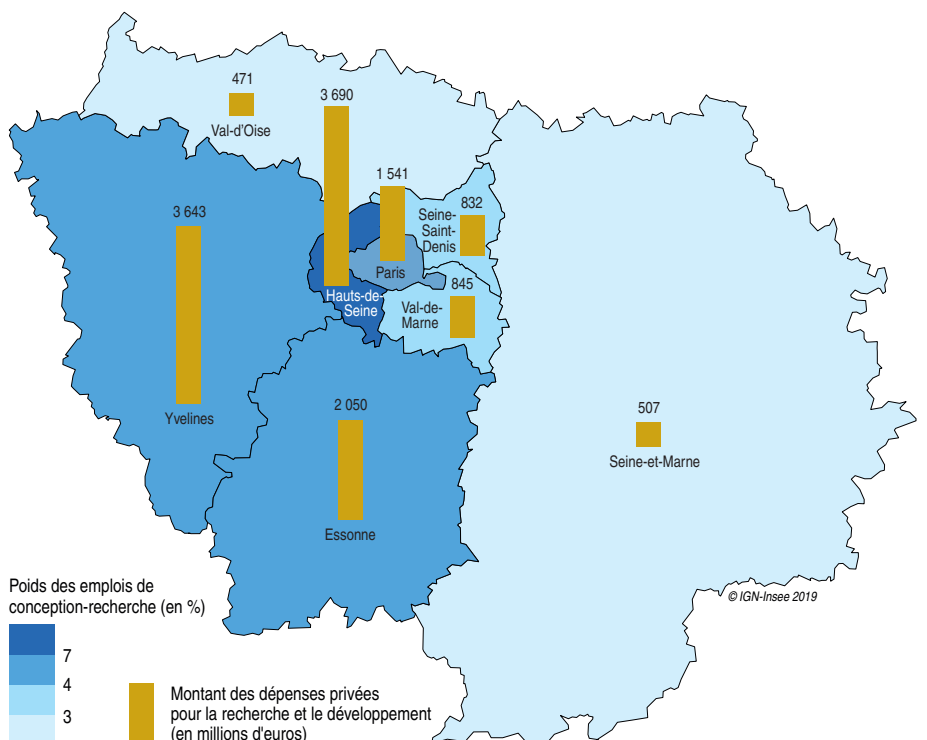 471
Val-d'Oise
3 690
1 541
3 643
Seine-
Saint-
Denis
832
Paris
Hauts-de-
Seine
845
Val-de-
Marne
Yvelines
2 050
Essonne
507
Seine-et-Marne
Poids des emplois de
conception-recherche (en %)
7
4
3
Montant des dépenses privées
pour la recherche et le développement
(en millions d'euros)
© IGN-Insee 2019